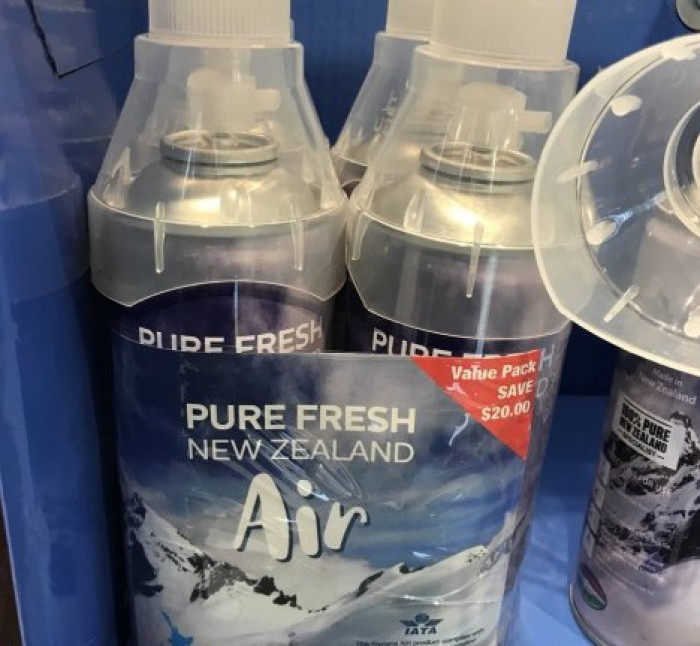 PURE FRESH
PURE FRESH
Value Pack
SAVE
$20.00
PURE FRESH
NEW ZEALAND
Air
IATA
Made in
New Zealand
100% PURE
NEW ZEALAND